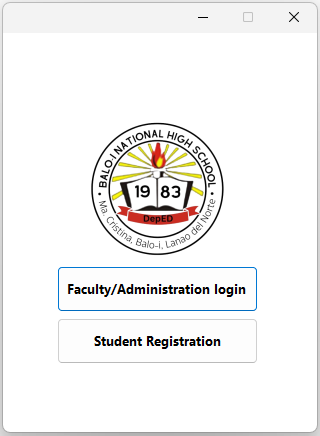 BALO-I NATIONAL HIGH SCHOOL
19 83
DepED
Ma. Cristina, Balo-i, Lanao del Norte
Faculty/Administration login
Student Registration